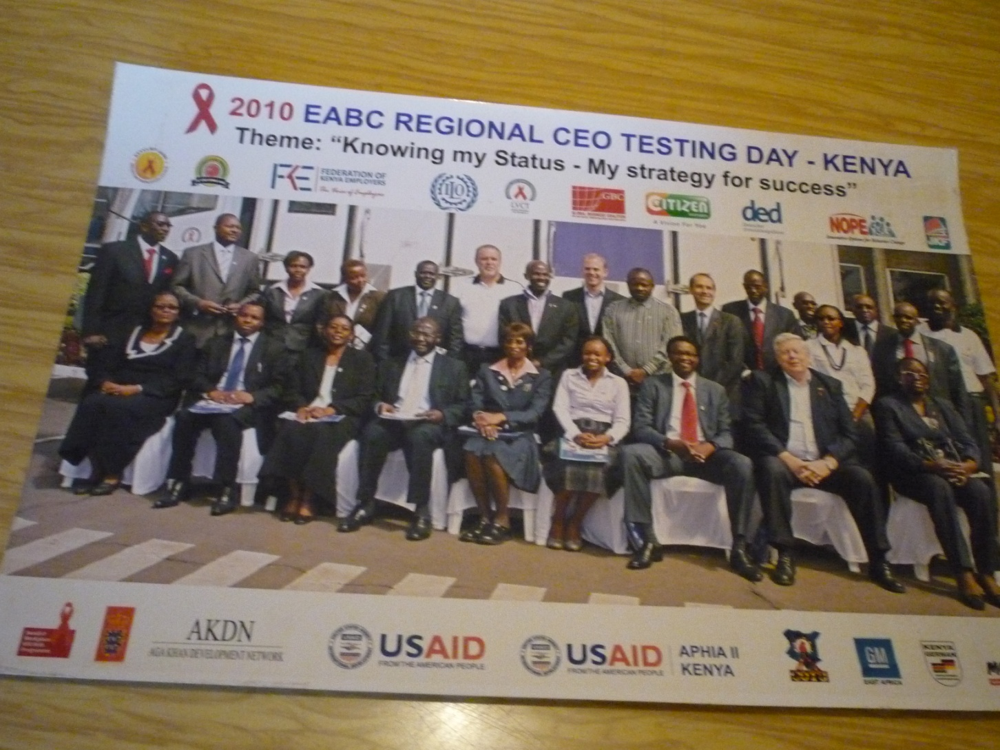 2010 EABC REGIONAL CEO TESTING DAY - KENYA
Theme: “Knowing my Status - My strategy for success”
FKE FEDERATION OF
KENYA EMPLOYERS
The Voice of Employers
ILO
LVCT
GBC
CITIZEN
A Vision For You
ded
NOPE
AKDN
AGA KHAN DEVELOPMENT NETWORK
USAID
FROM THE AMERICAN PEOPLE
USAID
FROM THE AMERICAN PEOPLE
APHIA II
KENYA
GM
EAST AFRICA
KENYA
GERMAN